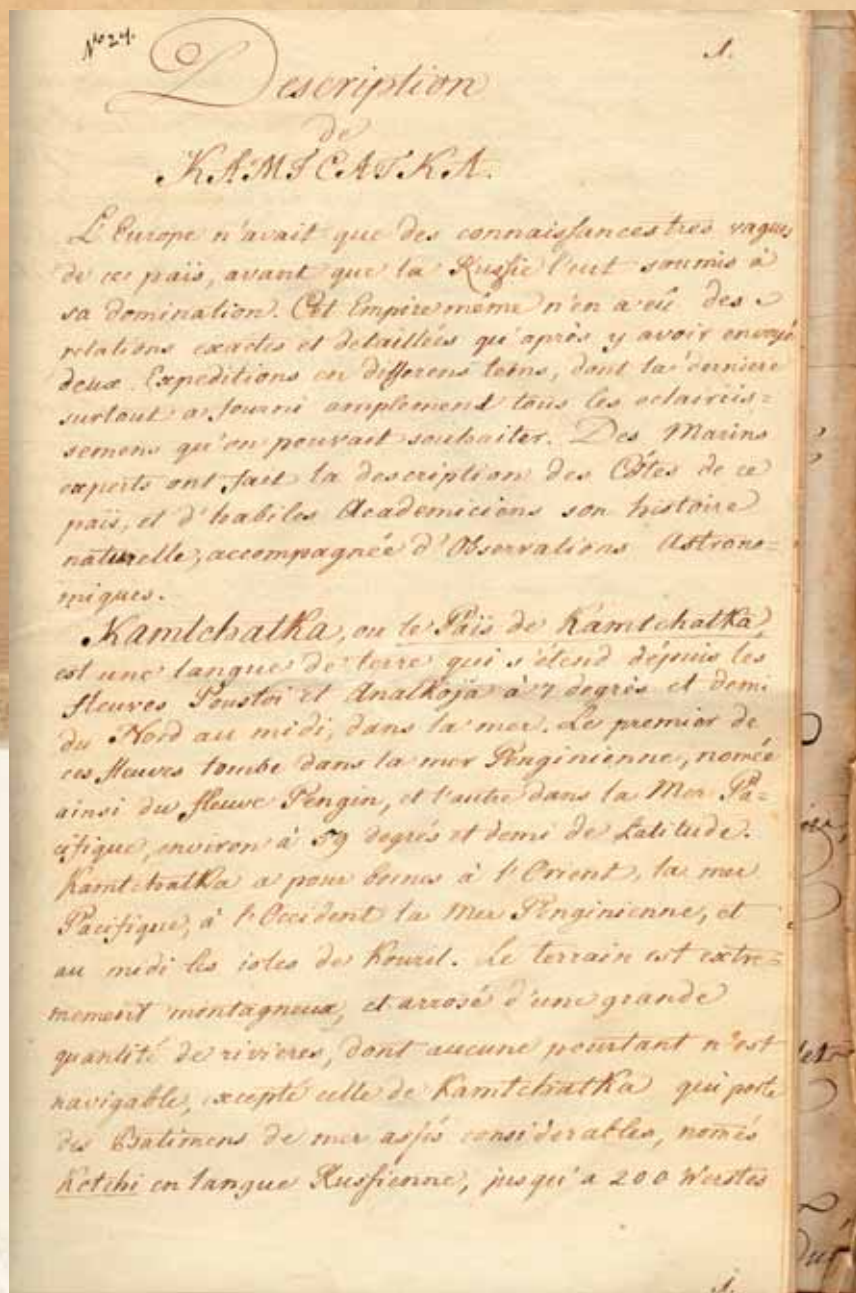 No 24.
1.
Description
de
KAMTCATKA.
L'Europe n'avait que des connaissances tres vagues
de ce païs, avant que la Russie l'eut soumis à
sa domination. Cet Empire même n'en a eû des
relations exactes et detaillées qu'après y avoir envoyé
deux Expeditions en differens tems, dont la derniere
surtout a fourni amplement tous les eclaircis=
semens qu'on pouvait souhaiter. Des Marins
experts ont fait la description des Côtes de ce
païs, et d'habiles Academiciens son histoire
naturelle, accompagnée d'Observations Astrono=
miques.
Kamtchatka, ou le Païs de Kamtchatka,
est une langue de terre qui s'étend dépuis les
fleuves Poustoi et Analkoja à 7 degrès et demi
du Nord au midi, dans la mer. Le premier de
ces fleuves tombe dans la mer Penginienne, nomée
ainsi du fleuve Pengin, et l'autre dans la Mer Pa=
cifique, environ à 59 degrés et demi de Latitude.
Kamtchatka a pour bornes à l'Orient, la mer
Pacifique, à l'Occident la Mer Penginienne, et
au midi les isles de Kouril. Le terrain est extre=
mement montagneux, et arrosé d'une grande
quantité de rivieres, dont aucune pourtant n'est
navigable, excepté celle de Kamtchatka qui porte
des Batimens de mer assés considerables, només
Kotchi en langue Russienne, jusqu'a 200 Werstes
1.